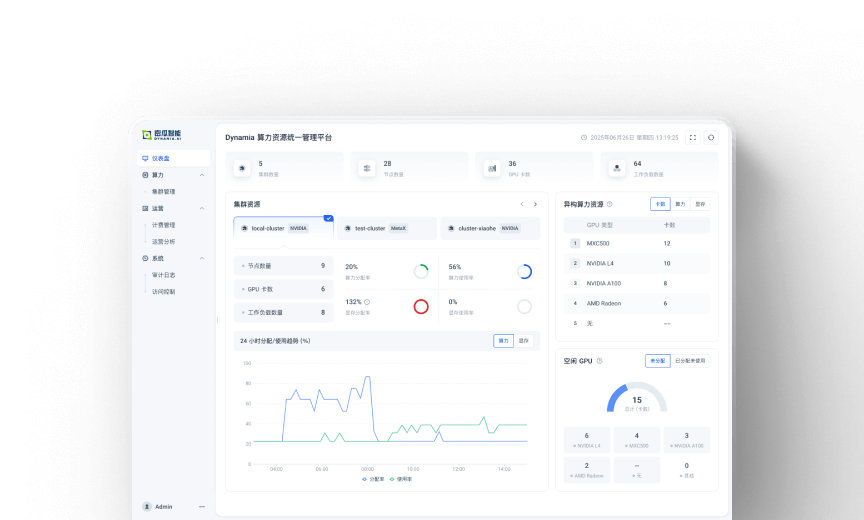 密瓜智能
DYNAMIA.AI
仪表盘
算力
集群管理
运营
计费管理
运营分析
系统
审计日志
访问控制
Admin
Dynamia 算力资源统一管理平台
2025年06月26日 星期四 13:19:25
5
集群数量
28
节点数量
36
GPU 卡数
64
工作负载数量
集群资源
local-cluster NVIDIA
test-cluster MetaX
cluster-xiaohe NVIDIA
节点数量 9
GPU 卡数 6
工作负载数量 8
20%
算力分配率
56%
算力使用率
132%
显存分配率
0%
显存使用率
24 小时分配/使用趋势 (%)
算力 显存
100
80
60
40
20
0
04:00 06:00 08:00 10:00 12:00 14:00
分配率 使用率
异构算力资源
卡数 算力 显存
GPU 类型 卡数
1 MXC500 12
2 NVIDIA L4 10
3 NVIDIA A100 8
4 AMD Radeon 6
5 无 ---
空闲 GPU
未分配 已分配未使用
15
总计 (卡数)
6
NVIDIA L4
4
MXC500
3
NVIDIA A100
2
AMD Radeon
--
无
0
其他